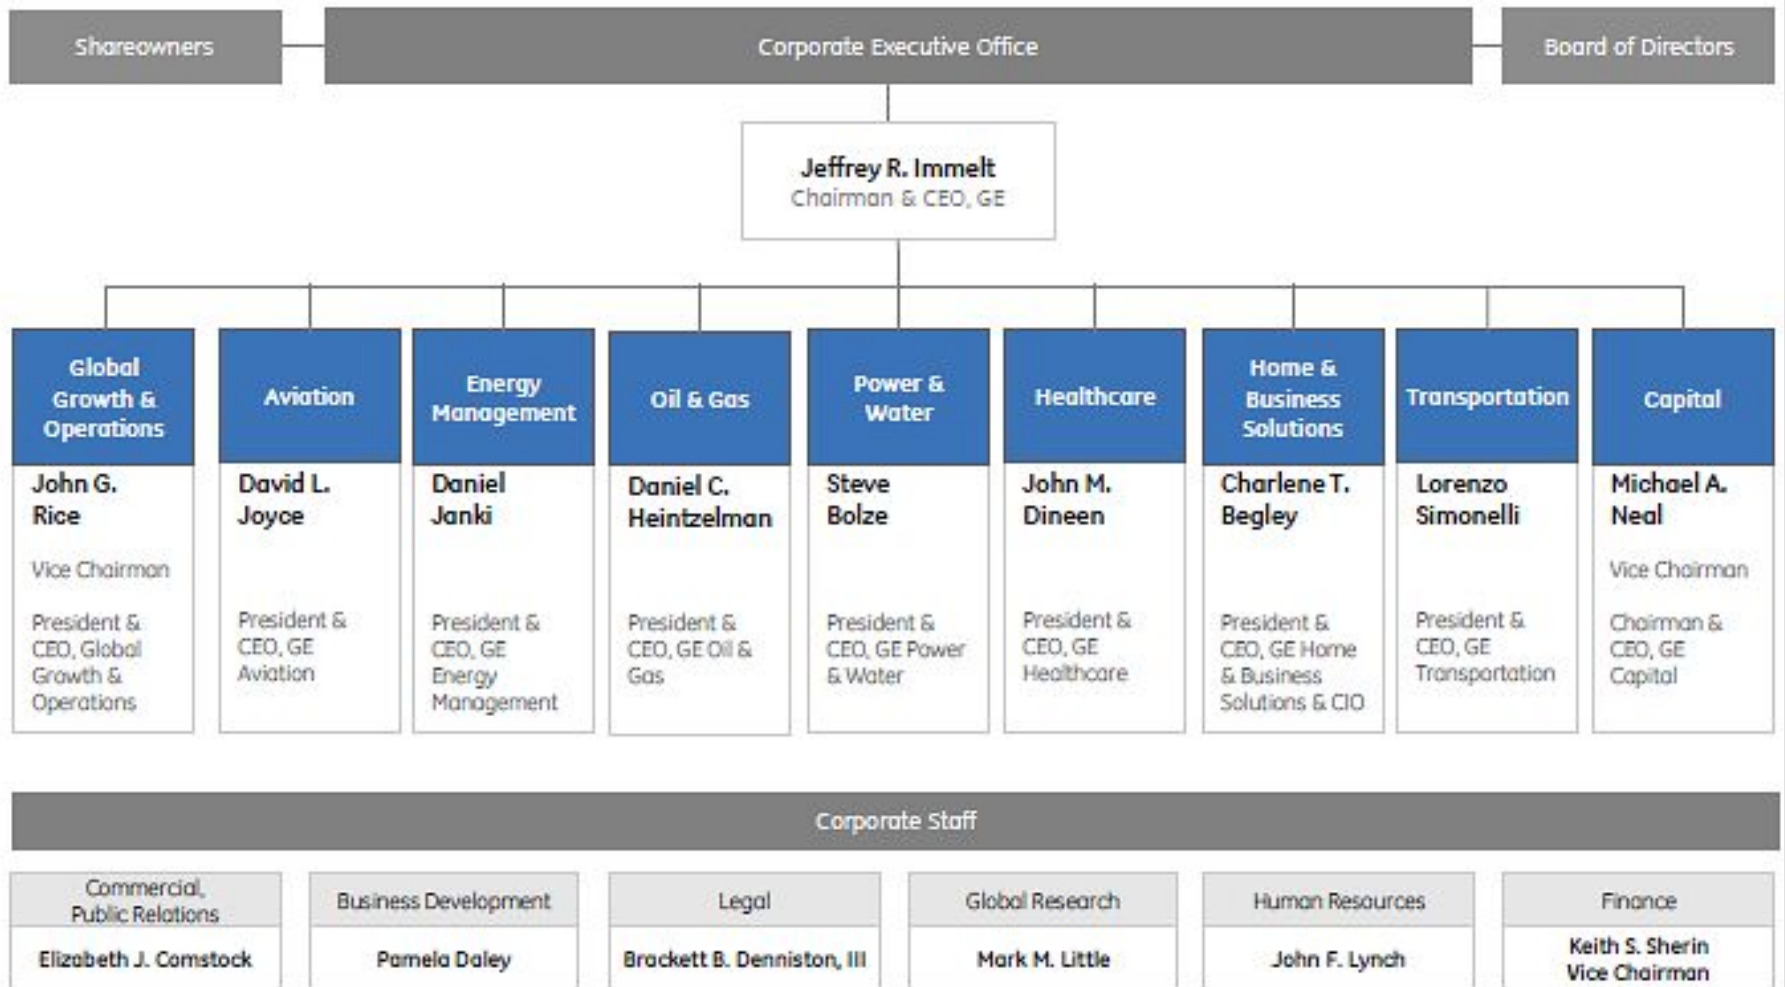 Shareowners
Corporate Executive Office
Board of Directors
Jeffrey R. Immelt
Chairman & CEO, GE
Global
Growth &
Operations
John G.
Rice
Vice Chairman
President &
CEO, Global
Growth &
Operations
Aviation
David L.
Joyce
President &
CEO, GE
Aviation
Energy
Management
Daniel
Janki
President &
CEO, GE
Energy
Management
Oil & Gas
Daniel C.
Heintzelman
President &
CEO, GE Oil &
Gas
Power &
Water
Steve
Bolze
President &
CEO, GE Power
& Water
Healthcare
John M.
Dineen
President &
CEO, GE
Healthcare
Home &
Business
Solutions
Charlene T.
Begley
President &
CEO, GE Home
& Business
Solutions & CIO
Transportation
Lorenzo
Simonelli
President &
CEO, GE
Transportation
Capital
Michael A.
Neal
Vice Chairman
Chairman &
CEO, GE
Capital
Corporate Staff
Commercial,
Public Relations
Elizabeth J. Comstock
Business Development
Pamela Daley
Legal
Brackett B. Denniston, III
Global Research
Mark M. Little
Human Resources
John F. Lynch
Finance
Keith S. Sherin
Vice Chairman